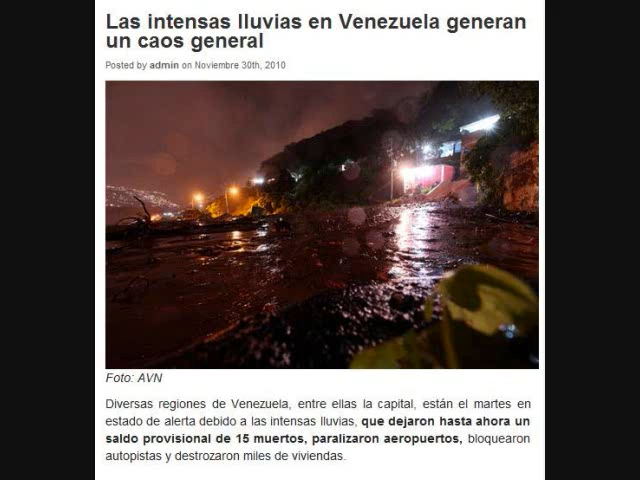 Las intensas lluvias en Venezuela generan
un caos general
Posted by admin on Noviembre 30th, 2010
Foto: AVN
Diversas regiones de Venezuela, entre ellas la capital, están el martes en
estado de alerta debido a las intensas lluvias, que dejaron hasta ahora un
saldo provisional de 15 muertos, paralizaron aeropuertos, bloquearon
autopistas y destrozaron miles de viviendas.